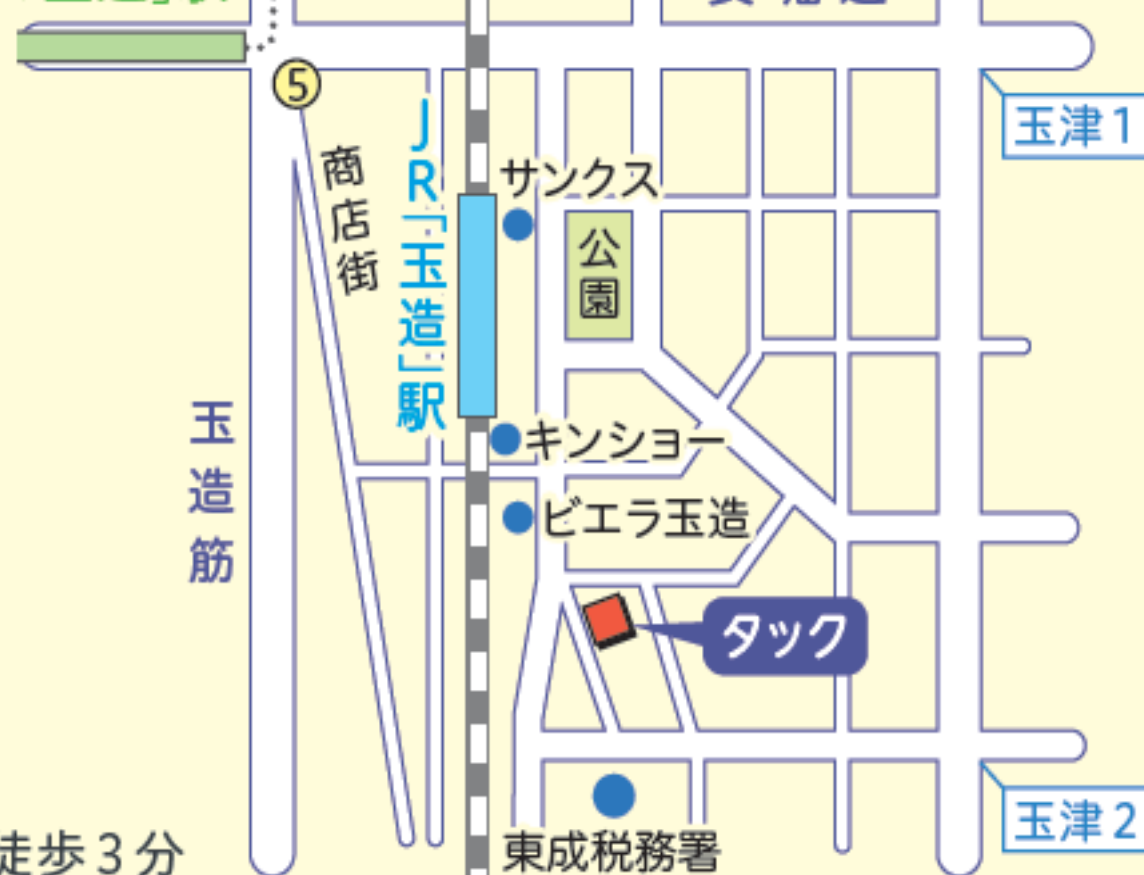 5
玉津1
JR「玉造」駅
商店街
サンクス
公園
玉造筋
キンショー
ビエラ玉造
タック
玉津2
徒歩3分
東成税務署